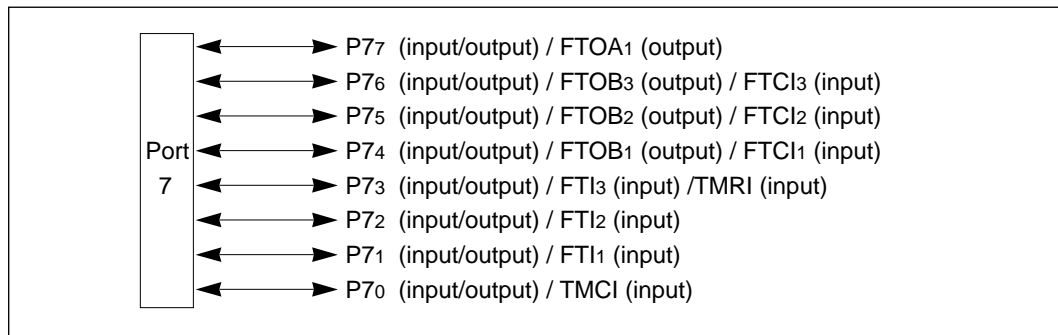 P77 (input/output) / FTOA1 (output)
P76 (input/output) / FTOB3 (output) / FTCI3 (input)
P75 (input/output) / FTOB2 (output) / FTCI2 (input)
Port
P74 (input/output) / FTOB1 (output) / FTCI1 (input)
7
P73 (input/output) / FTI3 (input) /TMRI (input)
P72 (input/output) / FTI2 (input)
P71 (input/output) / FTI1 (input)
P70 (input/output) / TMCI (input)